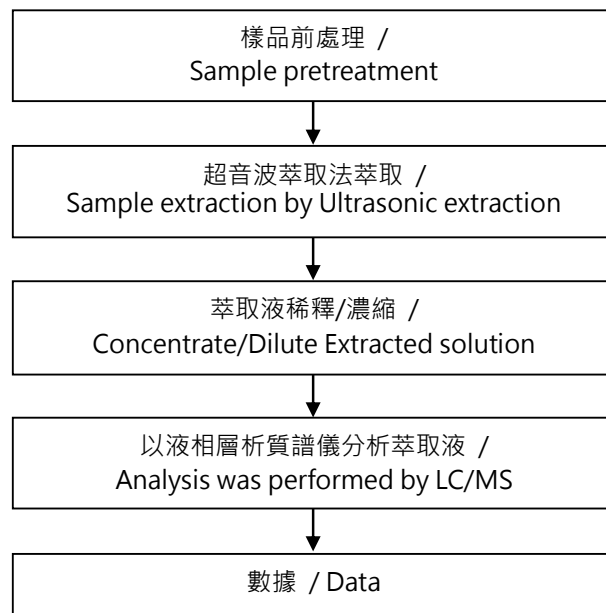 樣品前處理 /
Sample pretreatment
超音波萃取法萃取 /
Sample extraction by Ultrasonic extraction
萃取液稀釋/濃縮 /
Concentrate/Dilute Extracted solution
以液相層析質譜儀分析萃取液 /
Analysis was performed by LC/MS
數據 / Data